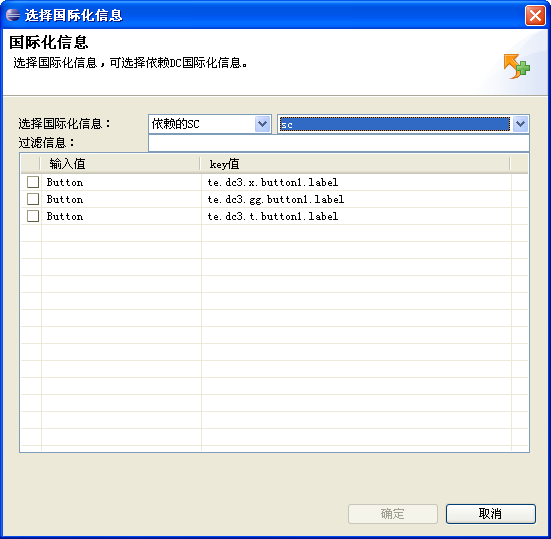 选择国际化信息
国际化信息
选择国际化信息，可选择依赖DC国际化信息。
选择国际化信息： 依赖的SC sc
过滤信息：
输入值 key值
Button te.dc3.x.button1.label
Button te.dc3.gg.button1.label
Button te.dc3.t.button1.label
确定 取消